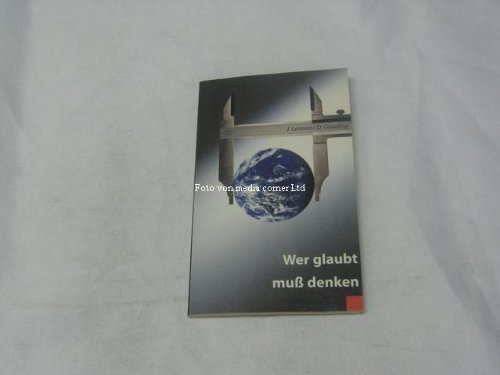 J. Lennox / D. Gooding
Foto von media corner Ltd
Wer glaubt
muß denken